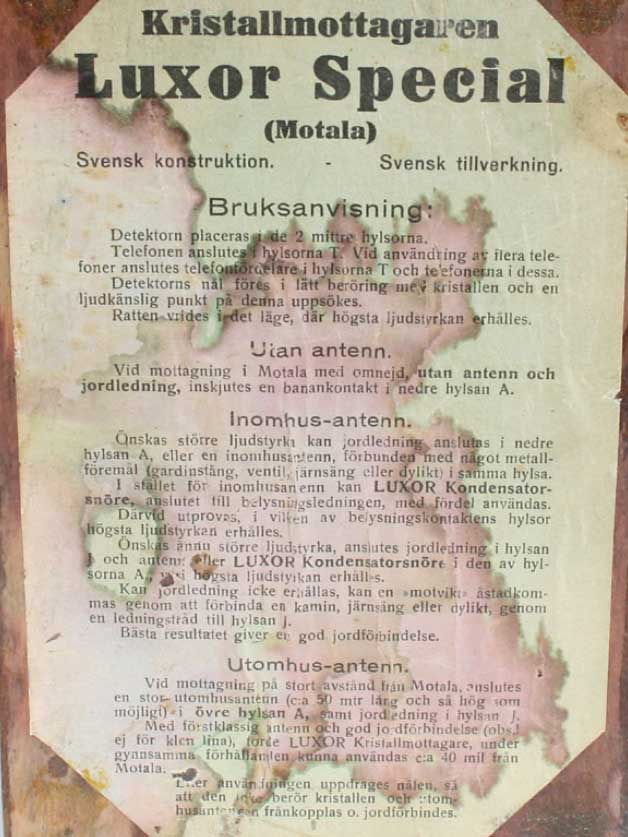 Kristallmottagaren
Luxor Special
(Motala)
Svensk konstruktion. - Svensk tillverkning.
Bruksanvisning:
Detektorn placeras i de 2 mittre hylsorna.
Telefonen anslutes i hylsorna T. Vid användning av flera tele-
foner anslutes telefonfördelare i hylsorna T och telefonerna i dessa.
Detektorns nål föres i lätt beröring med kristallen och en
ljudkänslig punkt på denna uppsökes.
Ratten vrides i det läge, där högsta ljudstyrkan erhålles.
Utan antenn.
Vid mottagning i Motala med omnejd, utan antenn och
jordledning, inskjutes en banankontakt i nedre hylsan A.
Inomhus-antenn.
Önskas större ljudstyrka kan jordledning anslutas i nedre
hylsan A, eller en inomhusantenn, förbunden med något metall-
föremål (gardinstång, ventil, järnsäng eller dylikt) i samma hylsa.
I stället för inomhusantenn kan LUXOR Kondensator-
snöre, anslutet till belysningsledningen, med fördel användas.
Därvid utprovas, i vilken av belysningskontaktens hylsor
högsta ljudstyrkan erhålles.
Önskas ännu större ljudstyrka, anslutes jordledning i hylsan
J och antenn eller LUXOR Kondensatorsnöre i den av hyl-
sorna A, i högsta ljudstyrkan erhålles.
Kan jordledning icke erhållas, kan en »motvikt» åstadkom-
mas genom att förbinda en kamin, järnsäng eller dylikt, genom
en ledningstråd till hylsan J.
Bästa resultatet giver en god jordförbindelse.
Utomhus-antenn.
Vid mottagning på stort avstånd från Motala, anslutes
en stor utomhusantenn (c:a 50 mtr lång och så hög som
möjligt) i övre hylsan A, samt jordledning i hylsan J.
Med förstklassig antenn och god jordförbindelse (obs.!
ej för klen lina), torde LUXOR Kristallmottagare, under
gynnsamma förhållanden kunna användas c:a 40 mil från
Motala.
Efter användningen uppdrages nålen, så
att den icke berör kristallen och utom-
husantennen frånkopplas o. jordförbindes.